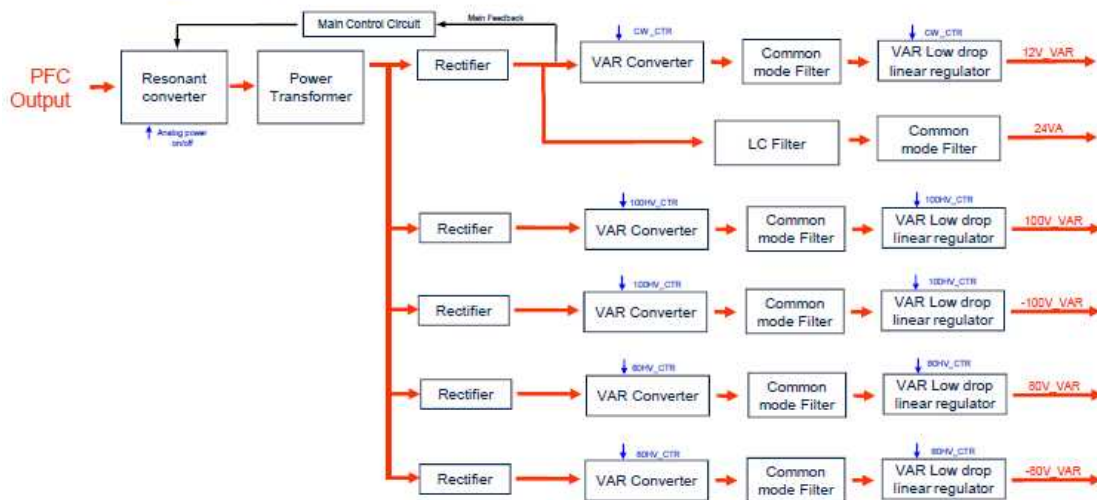 Main Control Circuit
Main Feedback
PFC
Output
Resonant
converter
Analog power
on/off
Power
Transformer
Rectifier
CW_CTR
VAR Converter
Common
mode Filter
CW_CTR
VAR Low drop
linear regulator
12V_VAR
LC Filter
Common
mode Filter
24VA
Rectifier
100HV_CTR
VAR Converter
Common
mode Filter
100HV_CTR
VAR Low drop
linear regulator
100V_VAR
Rectifier
100HV_CTR
VAR Converter
Common
mode Filter
100HV_CTR
VAR Low drop
linear regulator
-100V_VAR
Rectifier
80HV_CTR
VAR Converter
Common
mode Filter
80HV_CTR
VAR Low drop
linear regulator
80V_VAR
Rectifier
80HV_CTR
VAR Converter
Common
mode Filter
80HV_CTR
VAR Low drop
linear regulator
-80V_VAR